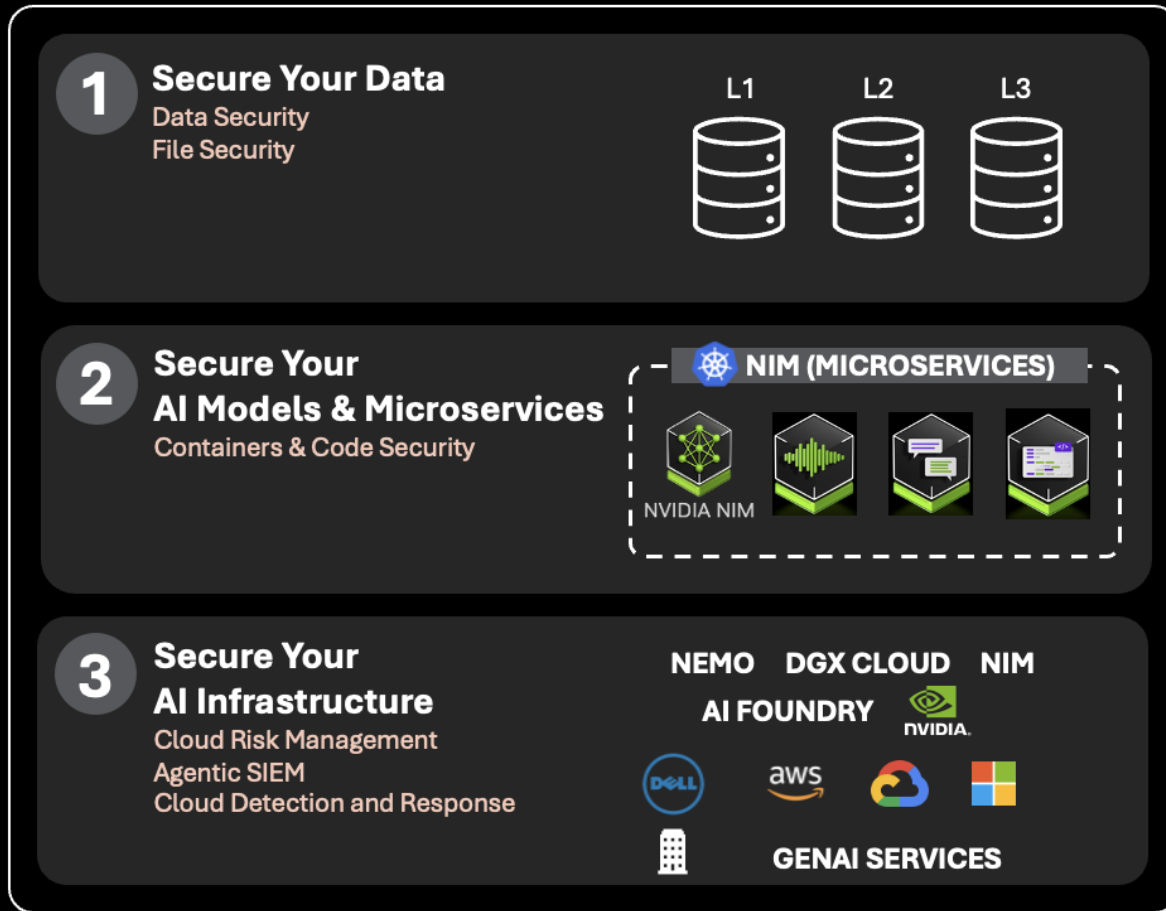 1
Secure Your Data
Data Security
File Security
L1 L2 L3
2
Secure Your
AI Models & Microservices
Containers & Code Security
NIM (MICROSERVICES)
NVIDIA NIM
3
Secure Your
AI Infrastructure
Cloud Risk Management
Agentic SIEM
Cloud Detection and Response
NEMO DGX CLOUD NIM
AI FOUNDRY NVIDIA.
DELL aws
GENAI SERVICES